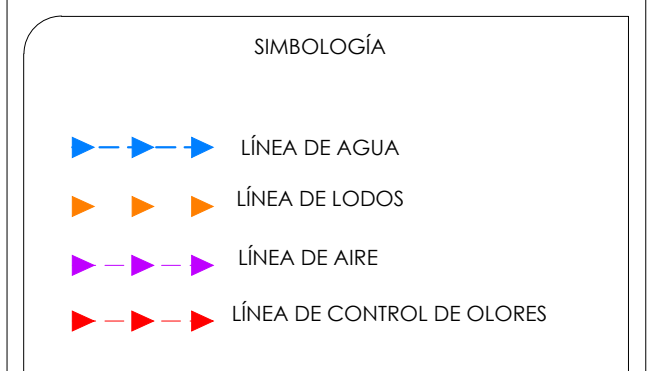 SIMBOLOGÍA
LÍNEA DE AGUA
LÍNEA DE LODOS
LÍNEA DE AIRE
LÍNEA DE CONTROL DE OLORES